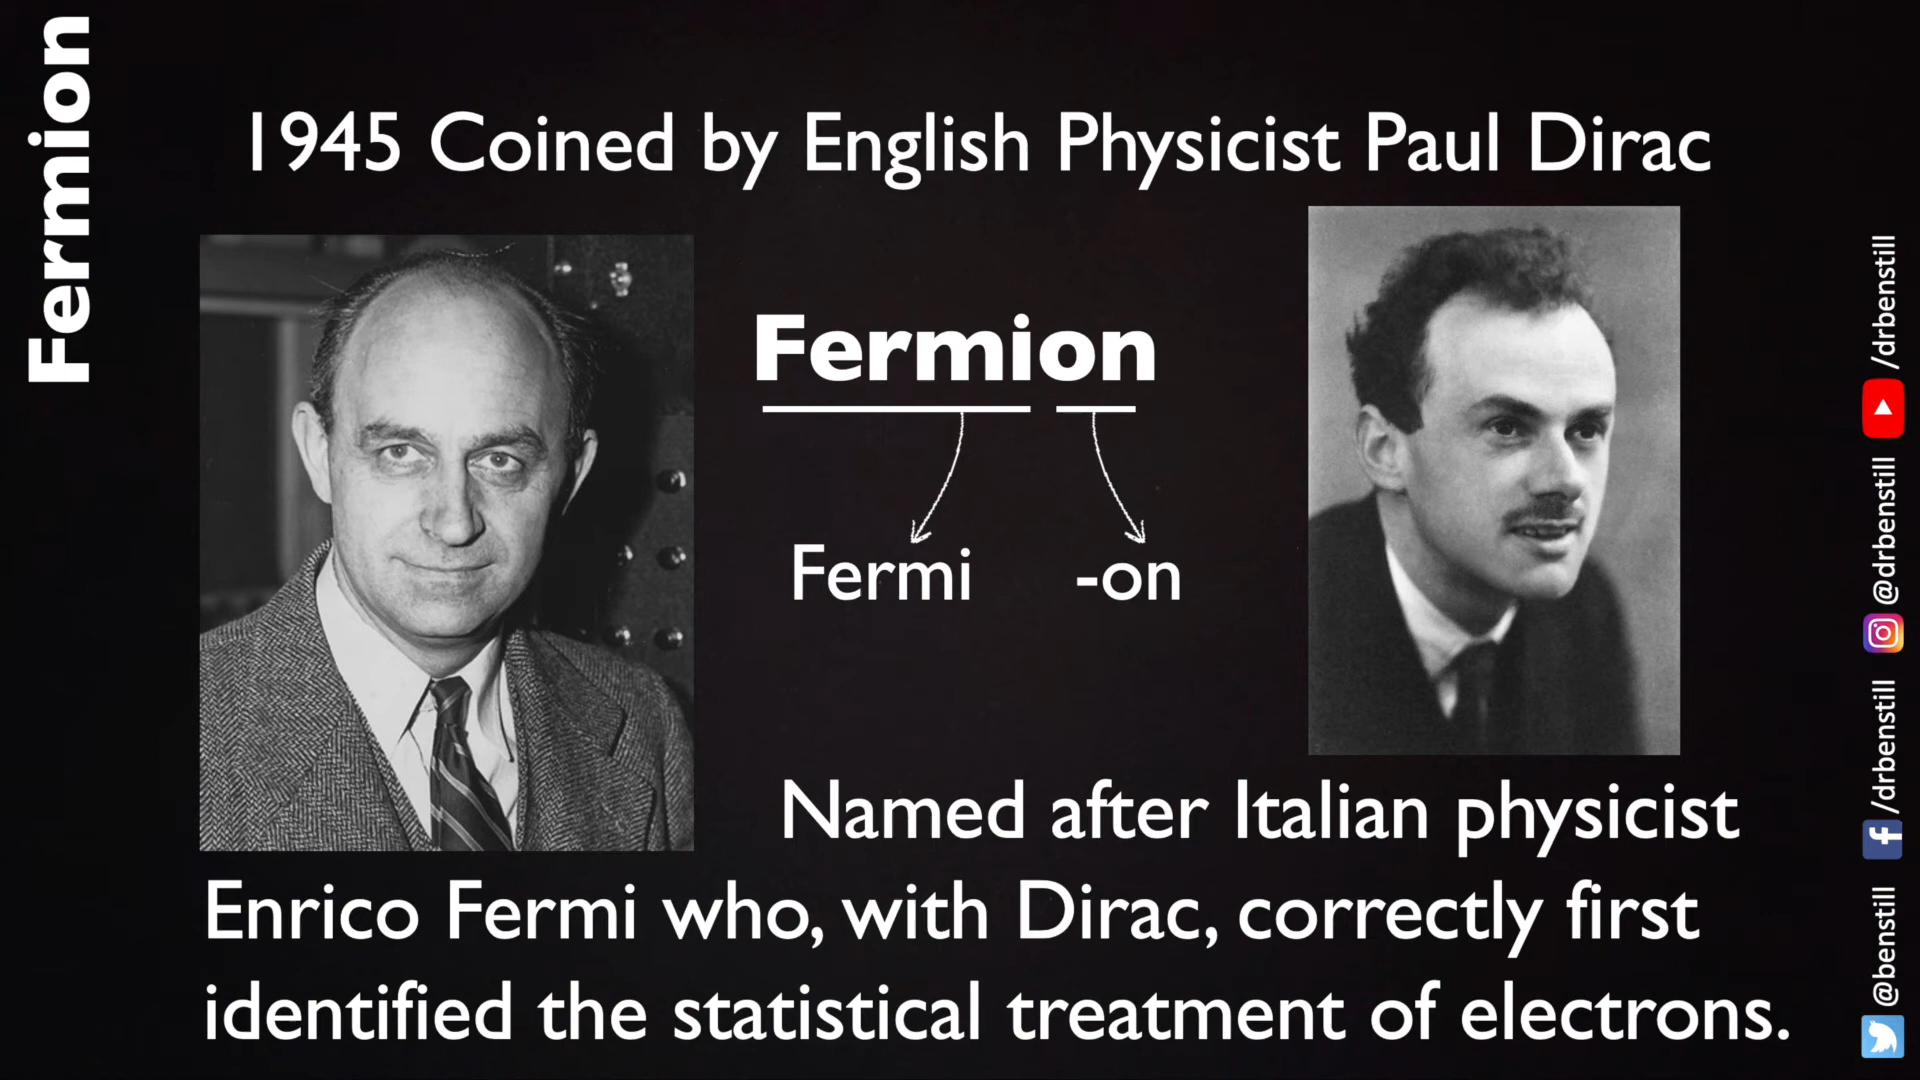 Fermion
1945 Coined by English Physicist Paul Dirac
Fermion
Fermi -on
Named after Italian physicist
Enrico Fermi who, with Dirac, correctly first
identified the statistical treatment of electrons.
/drbenstill
@drbenstill
/drbenstill
@benstill